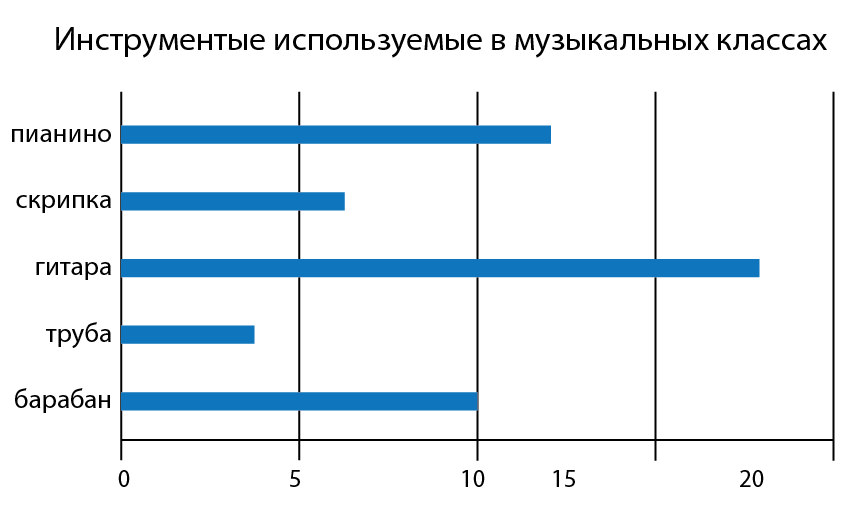 Инструментые используемые в музыкальных классах
пианино
скрипка
гитара
труба
барабан
0 5 10 15 20